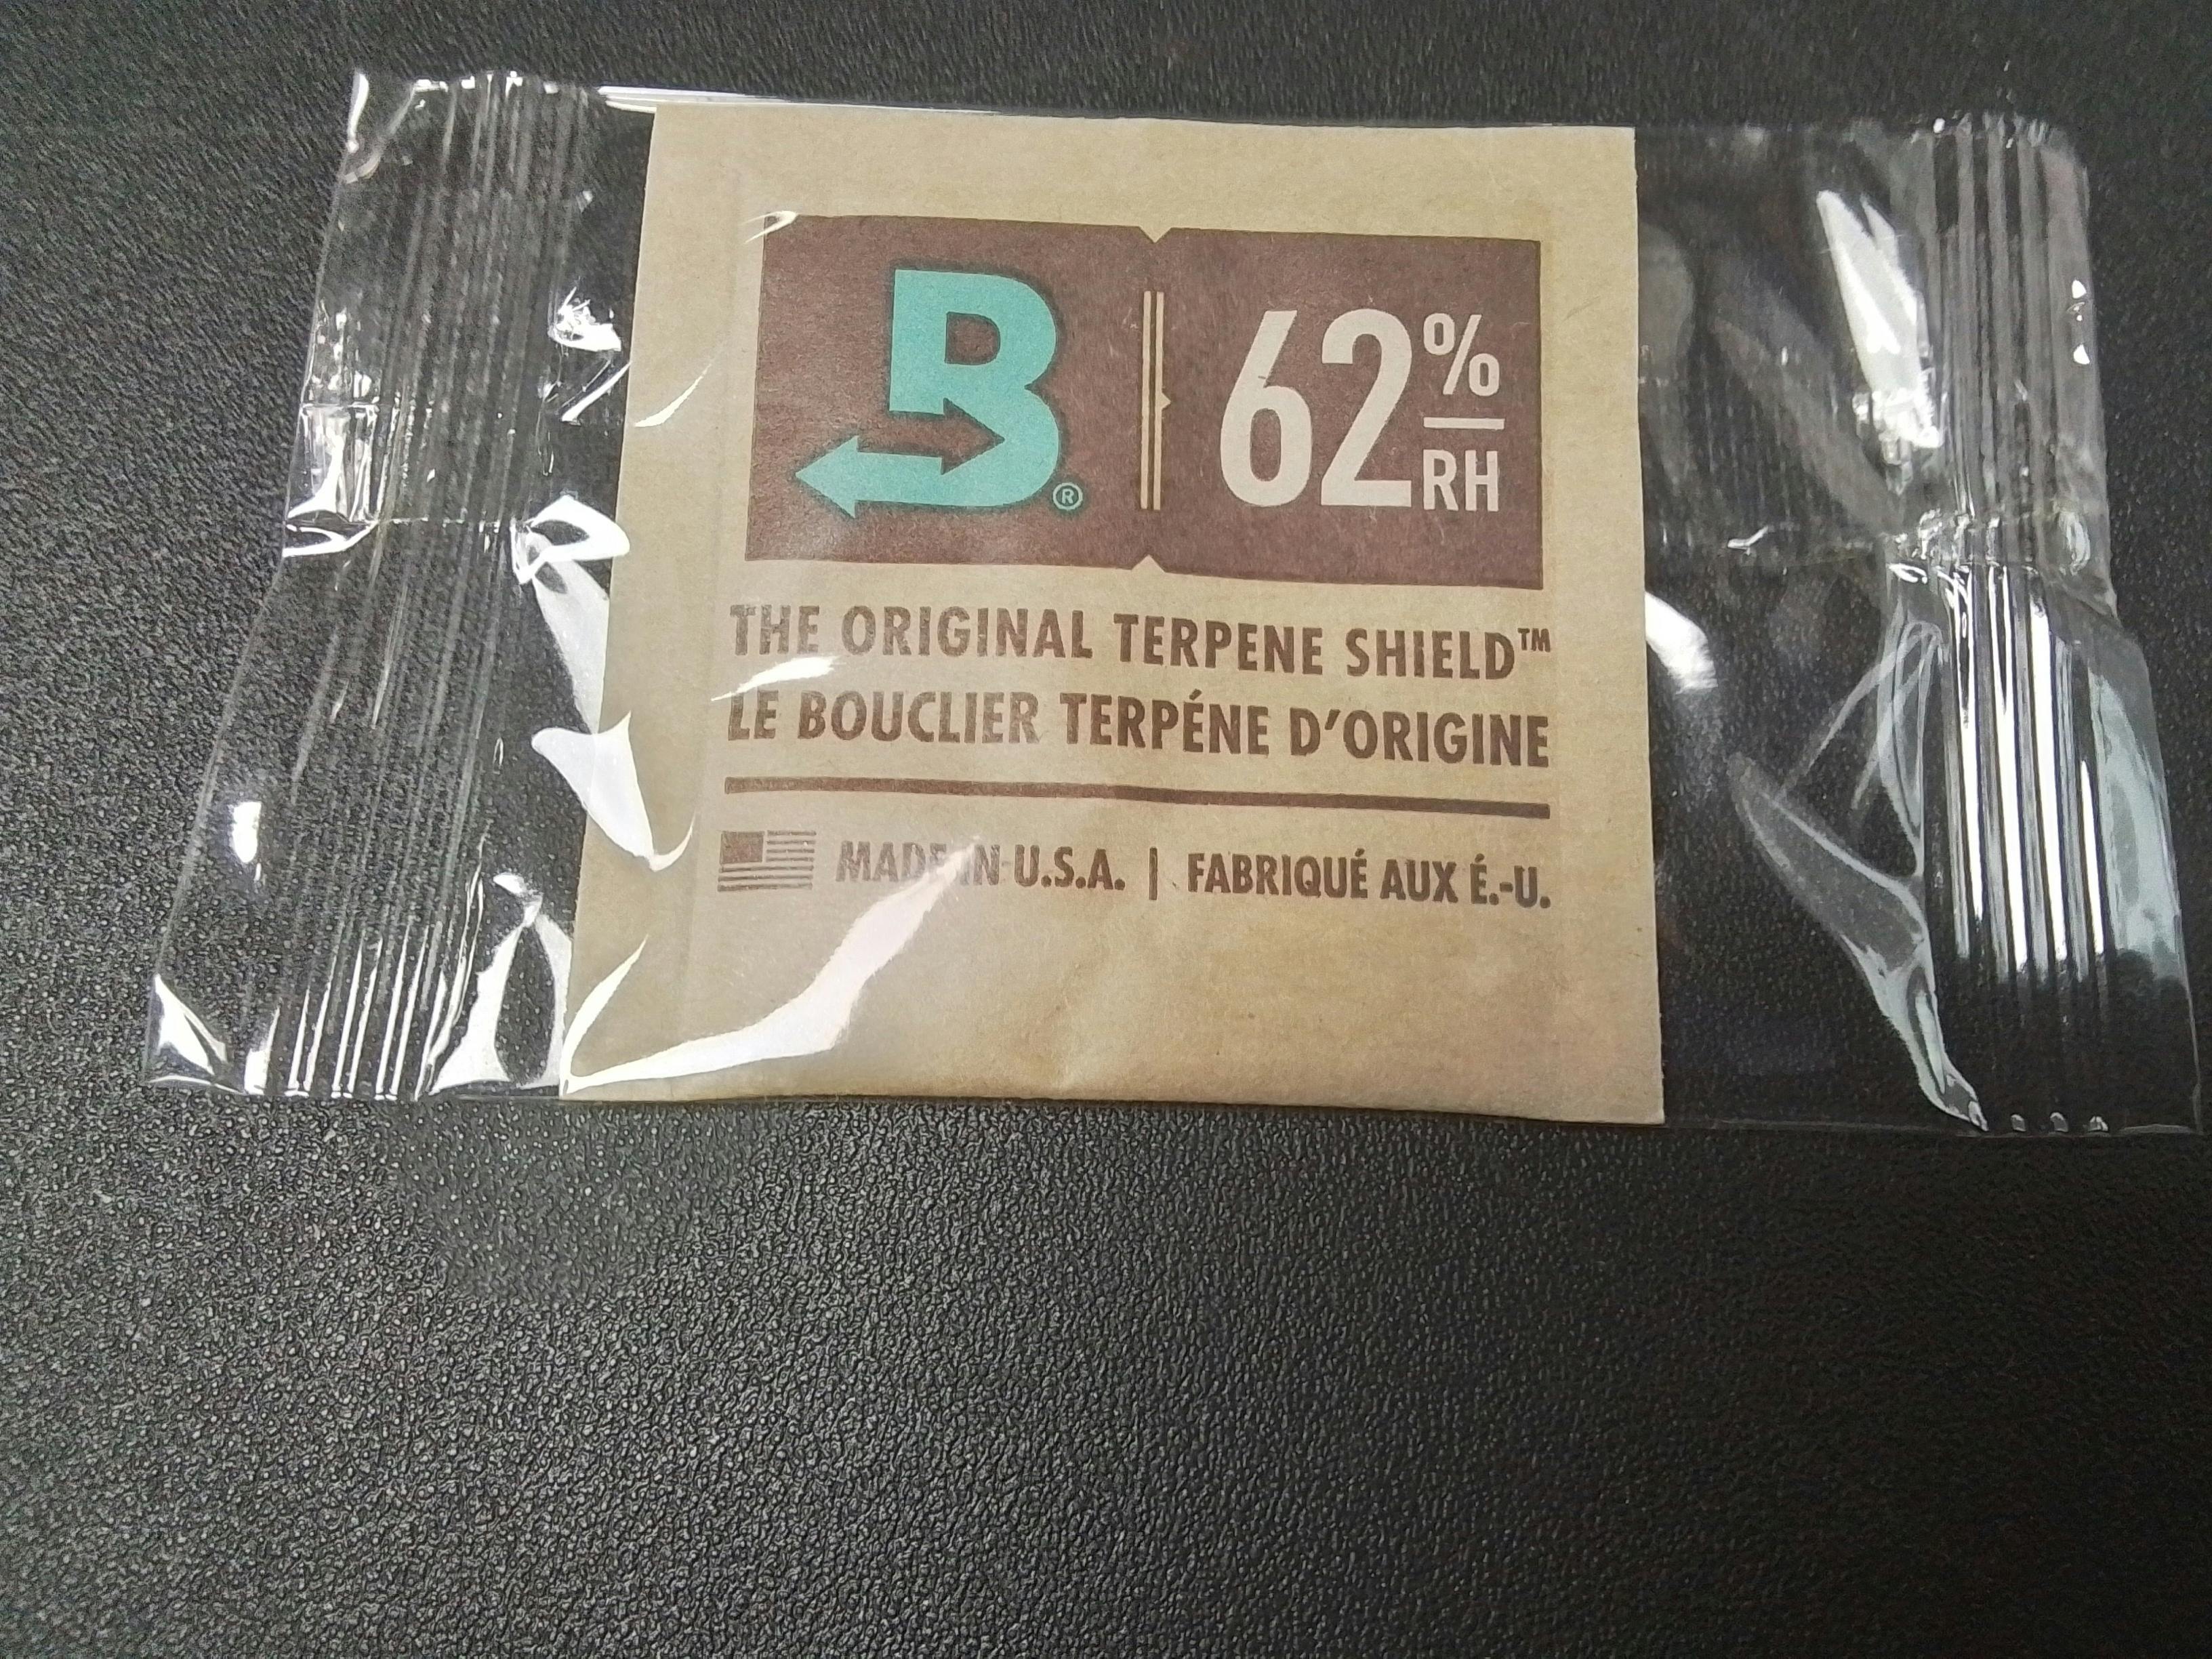 B® 62% RH
THE ORIGINAL TERPENE SHIELD™
LE BOUCLIER TERPÉNE D'ORIGINE
MADE IN U.S.A. | FABRIQUÉ AUX É.-U.